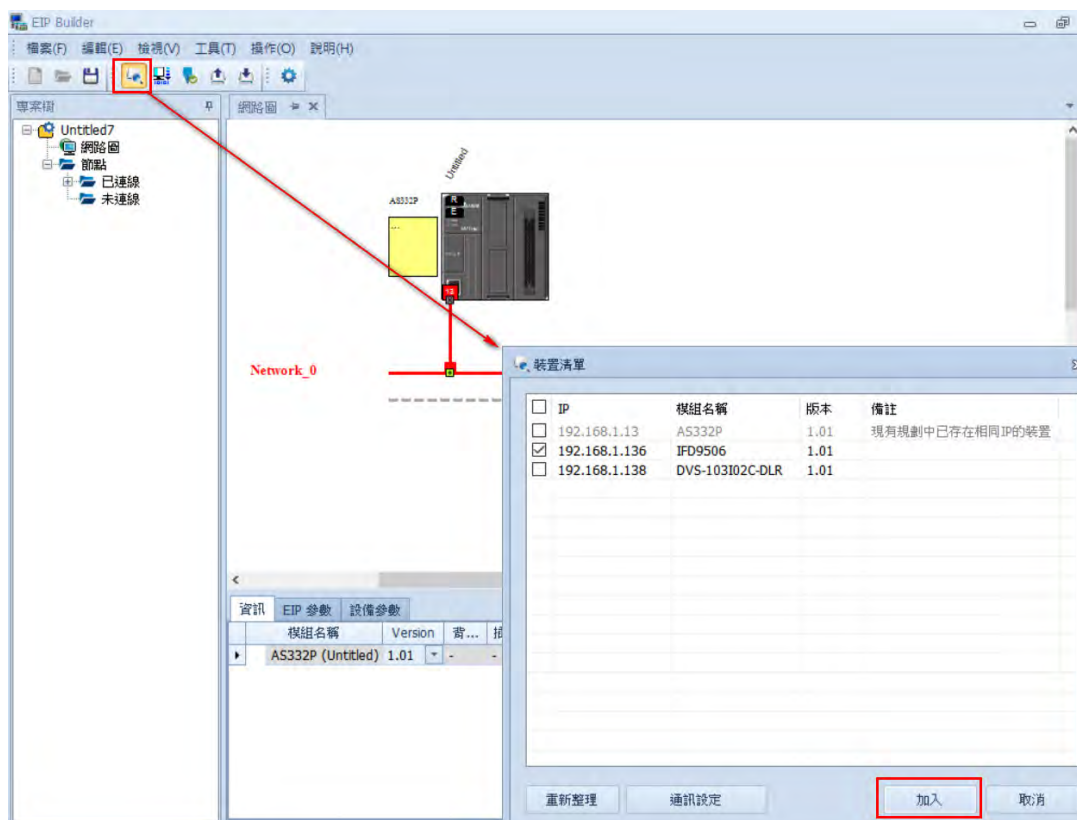 EIP Builder
檔案(F) 編輯(E) 檢視(V) 工具(T) 操作(O) 說明(H)
專案樹
網路圖
Untitled7
網路圖
節點
已連線
未連線
Untitled
AS332P
...
R
E
13
Network_0
裝置清單
IP 模組名稱 版本 備註
192.168.1.13 AS332P 1.01 現有規劃中已存在相同IP的裝置
192.168.1.136 IFD9506 1.01
192.168.1.138 DVS-103I02C-DLR 1.01
資訊 EIP 參數 設備參數
模組名稱 Version 背... 插
AS332P (Untitled) 1.01 - -
重新整理 通訊設定 加入 取消